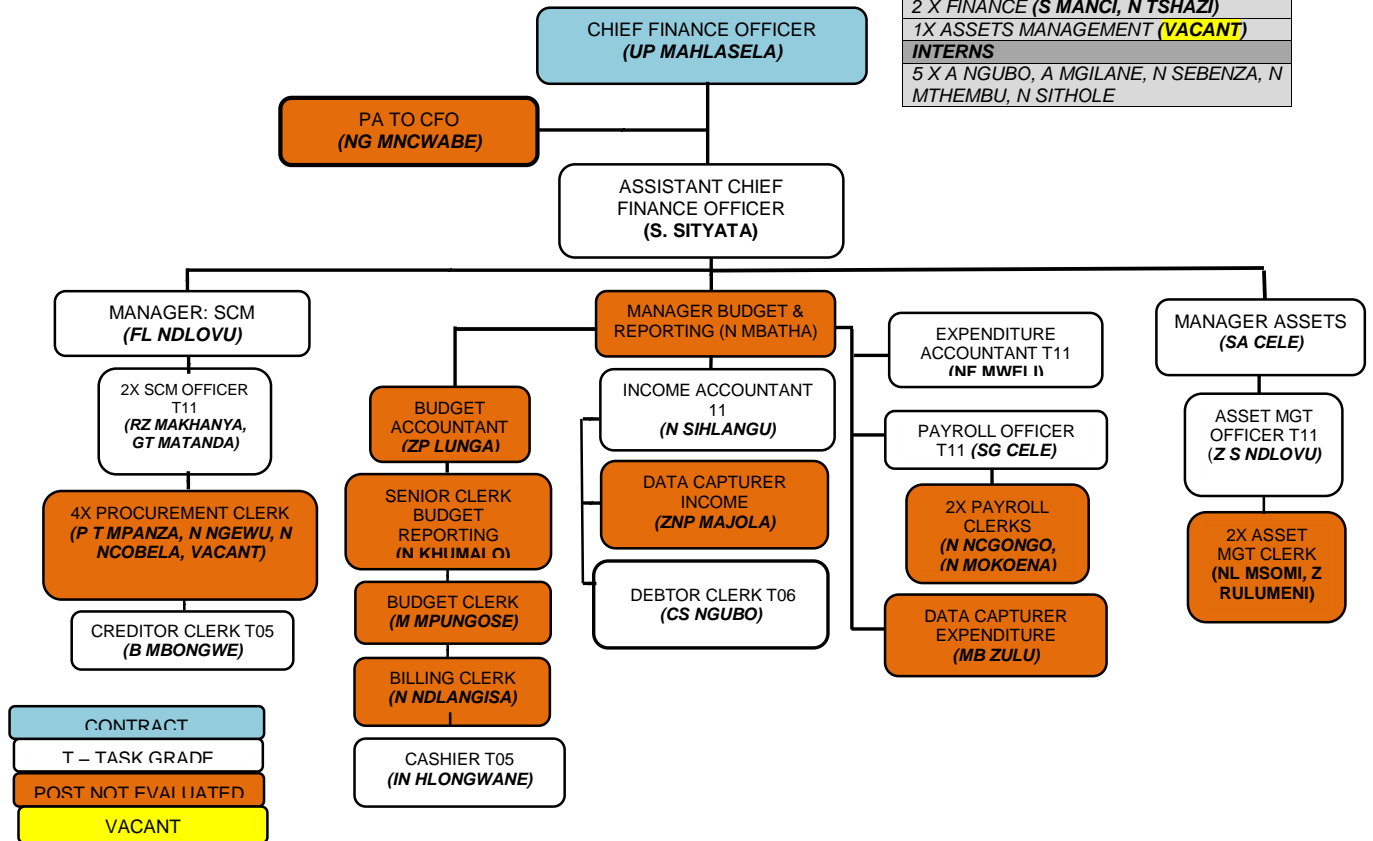 CHIEF FINANCE OFFICER
(UP MAHLASELA)
2 X FINANCE (S MANCI, N TSHAZI)
1X ASSETS MANAGEMENT (VACANT)
INTERNS
5 X A NGUBO, A MGILANE, N SEBENZA, N
MTHEMBU, N SITHOLE
PA TO CFO
(NG MNCWABE)
ASSISTANT CHIEF
FINANCE OFFICER
(S. SITYATA)
MANAGER: SCM
(FL NDLOVU)
2X SCM OFFICER
T11
(RZ MAKHANYA,
GT MATANDA)
4X PROCUREMENT CLERK
(P T MPANZA, N NGEWU, N
NCOBELA, VACANT)
CREDITOR CLERK T05
(B MBONGWE)
MANAGER BUDGET &
REPORTING (N MBATHA)
BUDGET
ACCOUNTANT
(ZP LUNGA)
SENIOR CLERK
BUDGET
REPORTING
(N KHUMALO)
BUDGET CLERK
(M MPUNGOSE)
BILLING CLERK
(N NDLANGISA)
CASHIER T05
(IN HLONGWANE)
INCOME ACCOUNTANT
11
(N SIHLANGU)
DATA CAPTURER
INCOME
(ZNP MAJOLA)
DEBTOR CLERK T06
(CS NGUBO)
EXPENDITURE
ACCOUNTANT T11
(NF MWELI)
PAYROLL OFFICER
T11 (SG CELE)
2X PAYROLL
CLERKS
(N NCGONGO,
(N MOKOENA)
DATA CAPTURER
EXPENDITURE
(MB ZULU)
MANAGER ASSETS
(SA CELE)
ASSET MGT
OFFICER T11
(Z S NDLOVU)
2X ASSET
MGT CLERK
(NL MSOMI, Z
RULUMENI)
CONTRACT
T – TASK GRADE
POST NOT EVALUATED
VACANT